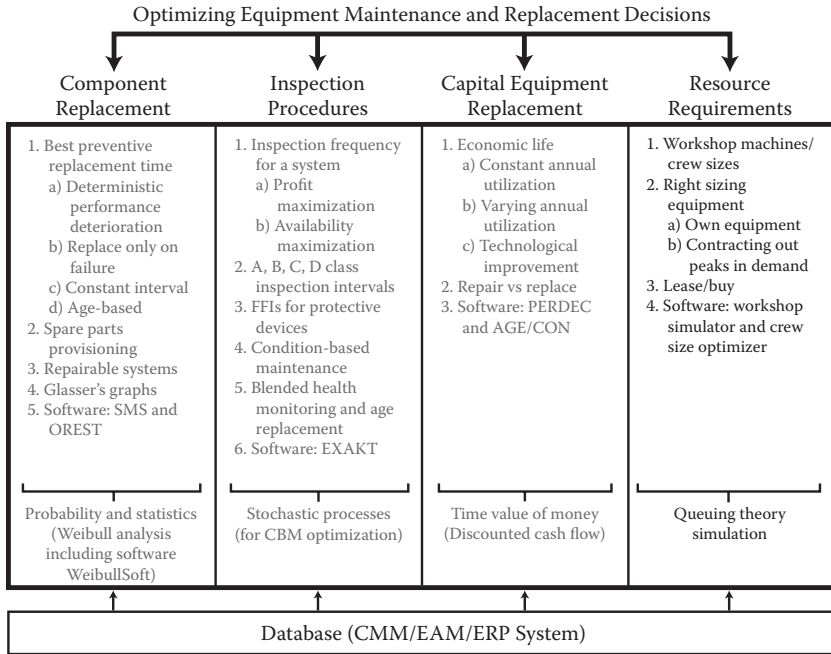 Optimizing Equipment Maintenance and Replacement Decisions
Component
Replacement
1. Best preventive
replacement time
a) Deterministic
performance
deterioration
b) Replace only on
failure
c) Constant interval
d) Age-based
2. Spare parts
provisioning
3. Repairable systems
4. Glasser's graphs
5. Software: SMS and
OREST
Probability and statistics
(Weibull analysis
including software
WeibullSoft)
Inspection
Procedures
1. Inspection frequency
for a system
a) Profit
maximization
b) Availability
maximization
2. A, B, C, D class
inspection intervals
3. FFIs for protective
devices
4. Condition-based
maintenance
5. Blended health
monitoring and age
replacement
6. Software: EXAKT
Stochastic processes
(for CBM optimization)
Capital Equipment
Replacement
1. Economic life
a) Constant annual
utilization
b) Varying annual
utilization
c) Technological
improvement
2. Repair vs replace
3. Software: PERDEC
and AGE/CON
Time value of money
(Discounted cash flow)
Resource
Requirements
1. Workshop machines/
crew sizes
2. Right sizing
equipment
a) Own equipment
b) Contracting out
peaks in demand
3. Lease/buy
4. Software: workshop
simulator and crew
size optimizer
Queuing theory
simulation
Database (CMM/EAM/ERP System)